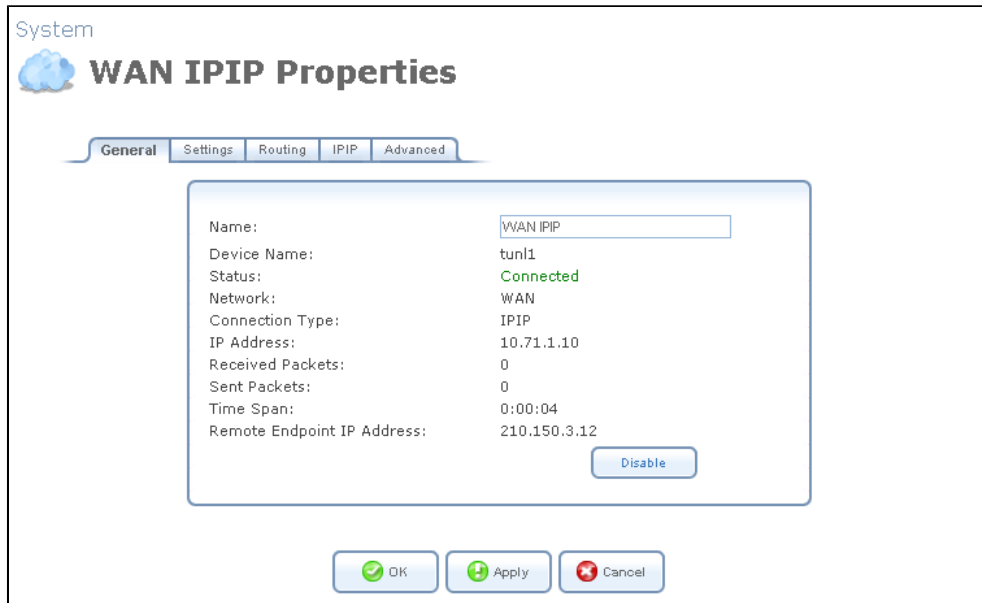 System
WAN IPIP Properties
General Settings Routing IPIP Advanced
Name: WAN IPIP
Device Name: tunl1
Status: Connected
Network: WAN
Connection Type: IPIP
IP Address: 10.71.1.10
Received Packets: 0
Sent Packets: 0
Time Span: 0:00:04
Remote Endpoint IP Address: 210.150.3.12
Disable
OK Apply Cancel